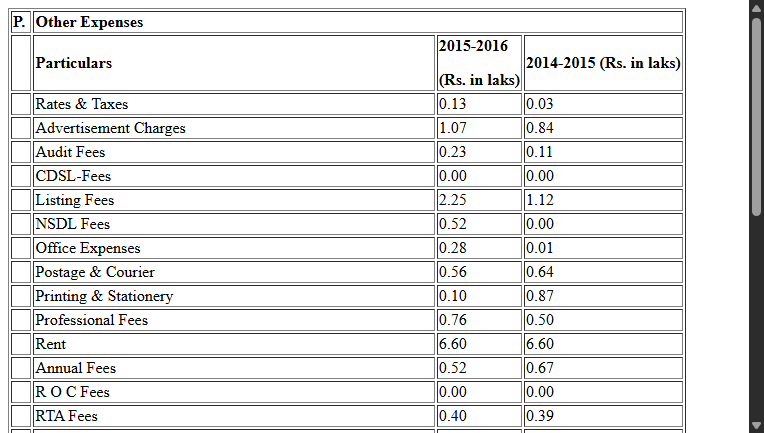 P. Other Expenses
Particulars 2015-2016 (Rs. in laks) 2014-2015 (Rs. in laks)
Rates & Taxes 0.13 0.03
Advertisement Charges 1.07 0.84
Audit Fees 0.23 0.11
CDSL-Fees 0.00 0.00
Listing Fees 2.25 1.12
NSDL Fees 0.52 0.00
Office Expenses 0.28 0.01
Postage & Courier 0.56 0.64
Printing & Stationery 0.10 0.87
Professional Fees 0.76 0.50
Rent 6.60 6.60
Annual Fees 0.52 0.67
R O C Fees 0.00 0.00
RTA Fees 0.40 0.39